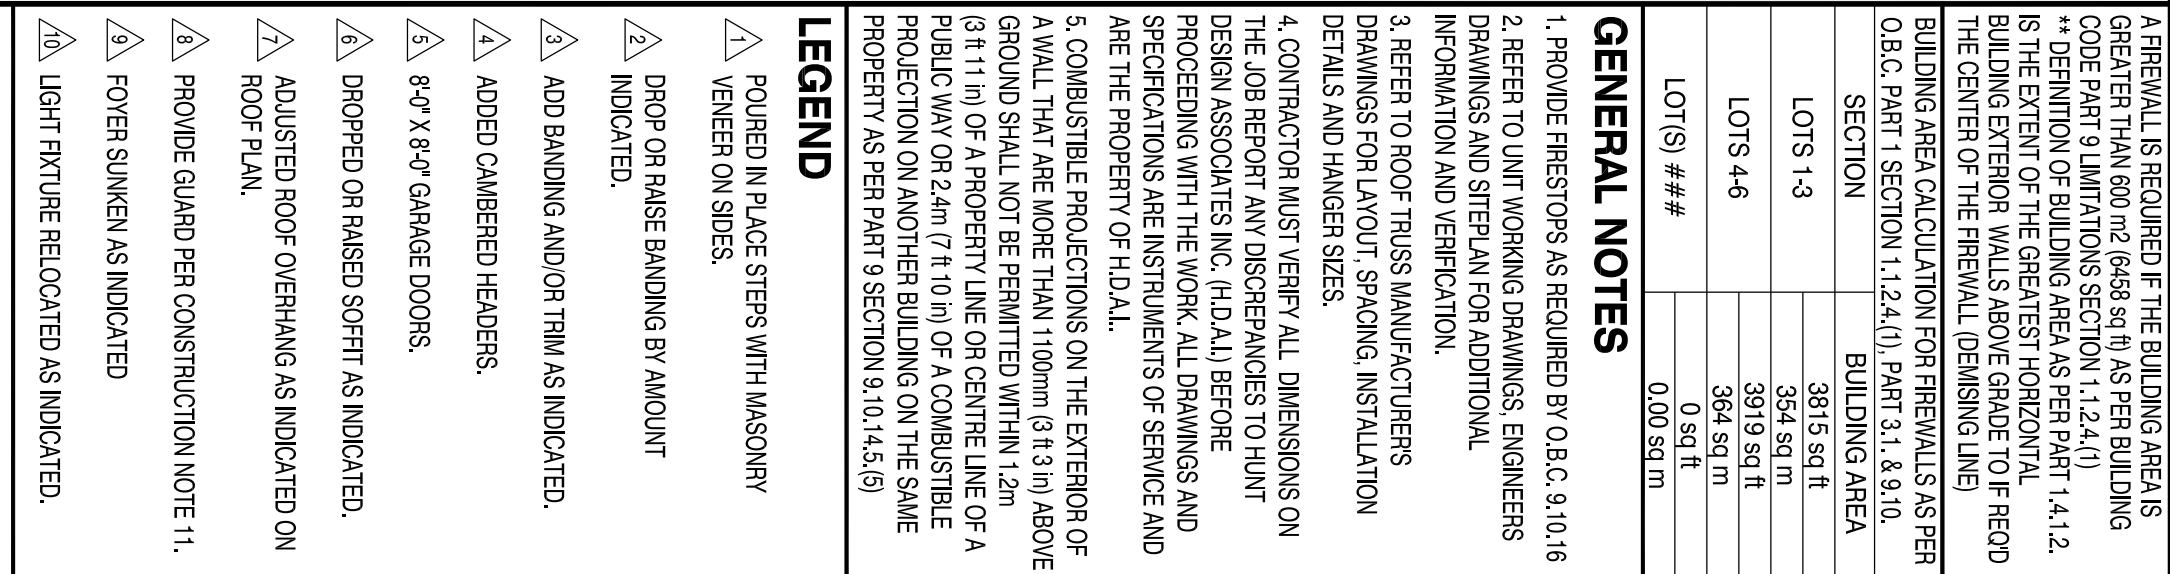 A FIREWALL IS REQUIRED IF THE BUILDING AREA IS
GREATER THAN 600 m2 (6458 sq ft) AS PER BUILDING
CODE PART 9 LIMITATIONS SECTION 1.1.2.4.(1)
** DEFINITION OF BUILDING AREA AS PER PART 1.4.1.2.
IS THE EXTENT OF THE GREATEST HORIZONTAL
BUILDING EXTERIOR WALLS ABOVE GRADE TO IF REQ'D
THE CENTER OF THE FIREWALL (DEMISING LINE)
BUILDING AREA CALCULATION FOR FIREWALLS AS PER
O.B.C. PART 1 SECTION 1.1.2.4.(1), PART 3.1. & 9.10.
SECTION BUILDING AREA
LOTS 1-3 3815 sq ft
354 sq m
LOTS 4-6 3919 sq ft
364 sq m
LOT(S) ### 0 sq ft
0.00 sq m
GENERAL NOTES
1. PROVIDE FIRESTOPS AS REQUIRED BY O.B.C. 9.10.16
2. REFER TO UNIT WORKING DRAWINGS, ENGINEERS
DRAWINGS AND SITEPLAN FOR ADDITIONAL
INFORMATION AND VERIFICATION.
3. REFER TO ROOF TRUSS MANUFACTURER'S
DRAWINGS FOR LAYOUT, SPACING, INSTALLATION
DETAILS AND HANGER SIZES.
4. CONTRACTOR MUST VERIFY ALL DIMENSIONS ON
THE JOB REPORT ANY DISCREPANCIES TO HUNT
DESIGN ASSOCIATES INC. (H.D.A.I.) BEFORE
PROCEEDING WITH THE WORK. ALL DRAWINGS AND
SPECIFICATIONS ARE INSTRUMENTS OF SERVICE AND
ARE THE PROPERTY OF H.D.A.I..
5. COMBUSTIBLE PROJECTIONS ON THE EXTERIOR OF
A WALL THAT ARE MORE THAN 1100mm (3 ft 3 in) ABOVE
GROUND SHALL NOT BE PERMITTED WITHIN 1.2m
(3 ft 11 in) OF A PROPERTY LINE OR CENTRE LINE OF A
PUBLIC WAY OR 2.4m (7 ft 10 in) OF A COMBUSTIBLE
PROJECTION ON ANOTHER BUILDING ON THE SAME
PROPERTY AS PER PART 9 SECTION 9.10.14.5.(5)
LEGEND
1 POURED IN PLACE STEPS WITH MASONRY
VENEER ON SIDES.
2 DROP OR RAISE BANDING BY AMOUNT
INDICATED.
3 ADD BANDING AND/OR TRIM AS INDICATED.
4 ADDED CAMBERED HEADERS.
5 8'-0" X 8'-0" GARAGE DOORS.
6 DROPPED OR RAISED SOFFIT AS INDICATED.
7 ADJUSTED ROOF OVERHANG AS INDICATED ON
ROOF PLAN.
8 PROVIDE GUARD PER CONSTRUCTION NOTE 11.
9 FOYER SUNKEN AS INDICATED
10 LIGHT FIXTURE RELOCATED AS INDICATED.